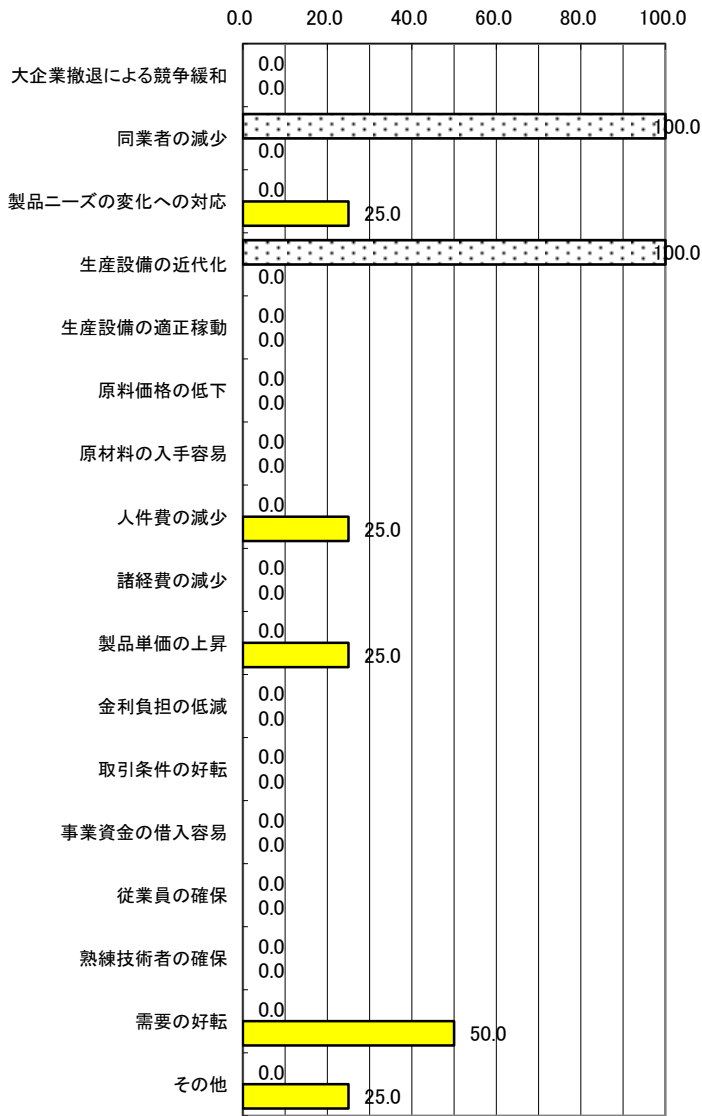 0.0 20.0 40.0 60.0 80.0 100.0
大企業撤退による競争緩和
0.0
0.0
同業者の減少
100.0
0.0
製品ニーズの変化への対応
0.0
25.0
生産設備の近代化
100.0
0.0
生産設備の適正稼動
0.0
0.0
原料価格の低下
0.0
0.0
原材料の入手容易
0.0
0.0
人件費の減少
0.0
25.0
諸経費の減少
0.0
0.0
製品単価の上昇
0.0
25.0
金利負担の低減
0.0
0.0
取引条件の好転
0.0
0.0
事業資金の借入容易
0.0
0.0
従業員の確保
0.0
0.0
熟練技術者の確保
0.0
0.0
需要の好転
0.0
50.0
その他
0.0
25.0